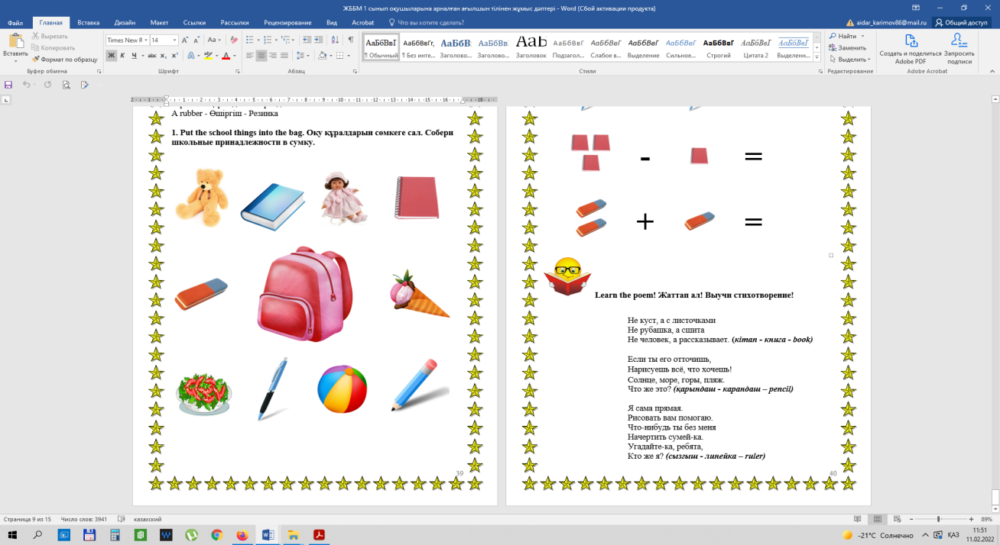 ЖББМ 1 сынып оқушыларына арналған ағылшын тілінен жұмыс дәптері - Word (Сбой активации продукта)
Файл Главная Вставка Дизайн Макет Ссылки Рассылки Рецензирование Вид Acrobat Что вы хотите сделать? aidar_karimov86@mail.ru Общий доступ
Вставить
Вырезать
Копировать
Формат по образцу
Буфер обмена
Times New R 14
Ж К Ч abc x₂ x²
Шрифт
Абзац
АаБбВвГ АаБбВвГг, АаБбВ АаБбВв АаБ АаБбВвГ АаБбВвГ АаБбВвГ АаБбВвГ АаБбВвГ АаБбВвГ АаБбВвГ
¶ Обычный ¶ Без инте... Заголово... Заголово... Заголовок Подзагол... Слабое в... Выделение Сильное... Строгий Цитата 2 Выделенн...
Стили
Найти
Заменить
Выделить
Редактирование
Создать и поделиться Adobe PDF
Запросить подписи
Adobe Acrobat
A rubber - Өшіргіш - Резинка
1. Put the school things into the bag. Оқу құралдарын сөмкеге сал. Собери
школьные принадлежности в сумку.
39
- =
+ =
Learn the poem! Жаттап ал! Выучи стихотворение!
Не куст, а с листочками
Не рубашка, а сшита
Не человек, а рассказывает. (кітап - книга - book)
Если ты его отточишь,
Нарисуешь всё, что хочешь!
Солнце, море, горы, пляж.
Что же это? (қарындаш - карандаш – pencil)
Я сама прямая.
Рисовать вам помогаю.
Что-нибудь ты без меня
Начертить сумей-ка.
Угадайте-ка, ребята,
Кто же я? (сызғыш - линейка – ruler)
40
Страница 9 из 15 Число слов: 3941 казахский 89%
-21°C Солнечно ҚАЗ 11:51
11.02.2022